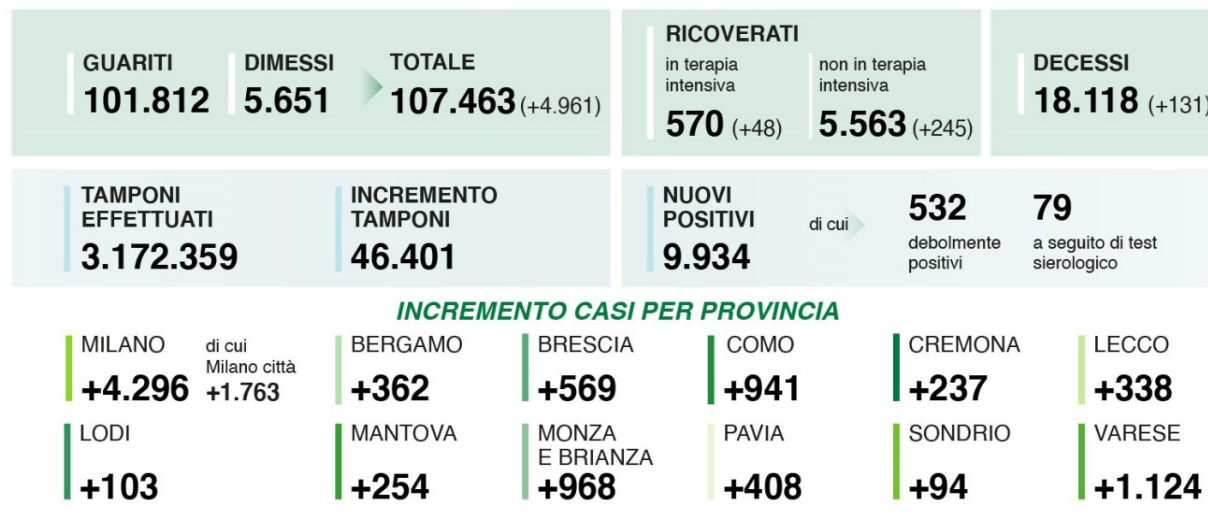 GUARITI
101.812
DIMESSI
5.651
TOTALE
107.463 (+4.961)
RICOVERATI
in terapia
intensiva
570 (+48)
non in terapia
intensiva
5.563 (+245)
DECESSI
18.118 (+131)
TAMPONI
EFFETTUATI
3.172.359
INCREMENTO
TAMPONI
46.401
NUOVI
POSITIVI
9.934
di cui
532
debolmente
positivi
79
a seguito di test
sierologico
INCREMENTO CASI PER PROVINCIA
MILANO
+4.296
di cui
Milano città
+1.763
BERGAMO
+362
BRESCIA
+569
COMO
+941
CREMONA
+237
LECCO
+338
LODI
+103
MANTOVA
+254
MONZA
E BRIANZA
+968
PAVIA
+408
SONDRIO
+94
VARESE
+1.124